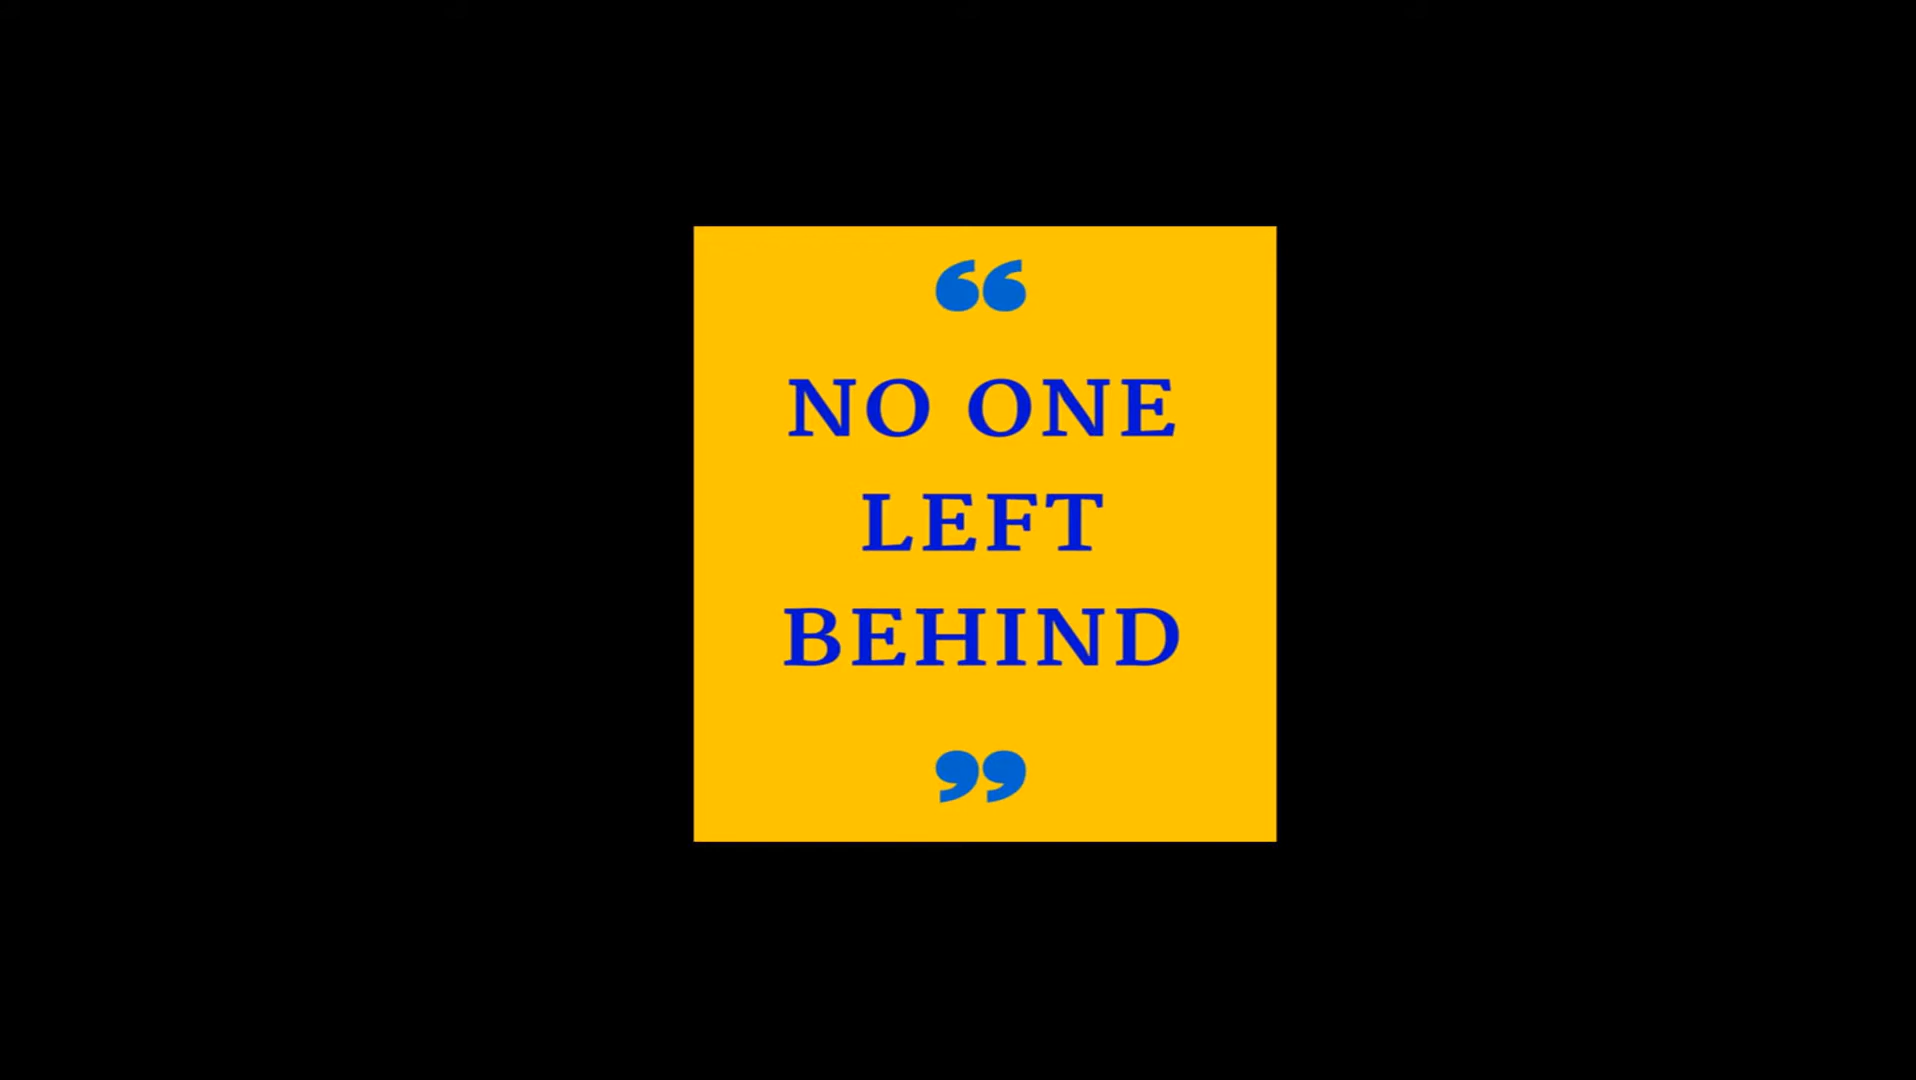 “
NO ONE
LEFT
BEHIND
”